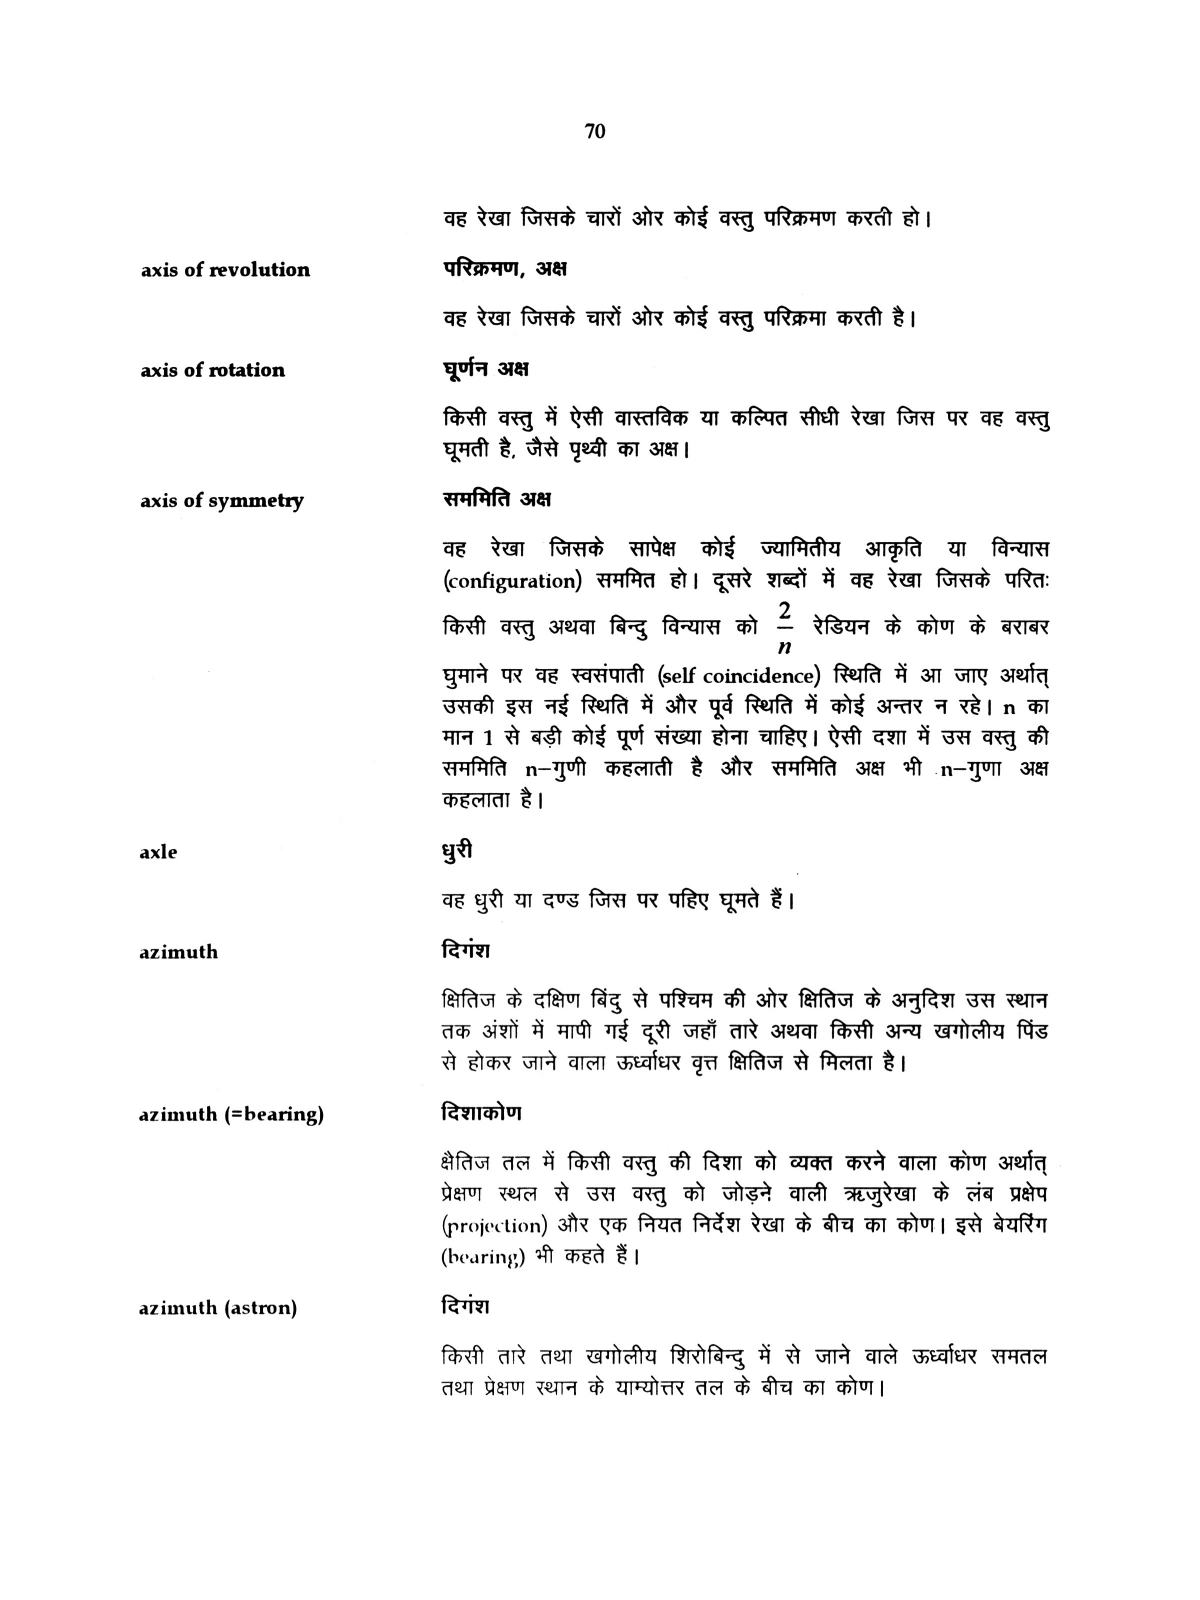 70
वह रेखा जिसके चारों ओर कोई वस्तु परिक्रमण करती हो।
axis of revolution परिक्रमण, अक्ष
वह रेखा जिसके चारों ओर कोई वस्तु परिक्रमा करती है।
axis of rotation घूर्णन अक्ष
किसी वस्तु में ऐसी वास्तविक या कल्पित सीधी रेखा जिस पर वह वस्तु
घूमती है, जैसे पृथ्वी का अक्ष।
axis of symmetry सममिति अक्ष
वह रेखा जिसके सापेक्ष कोई ज्यामितीय आकृति या विन्यास
(configuration) सममित हो। दूसरे शब्दों में वह रेखा जिसके परितः
किसी वस्तु अथवा बिन्दु विन्यास को 2/n रेडियन के कोण के बराबर
घुमाने पर वह स्वसंपाती (self coincidence) स्थिति में आ जाए अर्थात्
उसकी इस नई स्थिति में और पूर्व स्थिति में कोई अन्तर न रहे। n का
मान 1 से बड़ी कोई पूर्ण संख्या होना चाहिए। ऐसी दशा में उस वस्तु की
सममिति n–गुणी कहलाती है और सममिति अक्ष भी n–गुणा अक्ष
कहलाता है।
axle धुरी
वह धुरी या दण्ड जिस पर पहिए घूमते हैं।
azimuth दिगंश
क्षितिज के दक्षिण बिंदु से पश्चिम की ओर क्षितिज के अनुदिश उस स्थान
तक अंशों में मापी गई दूरी जहाँ तारे अथवा किसी अन्य खगोलीय पिंड
से होकर जाने वाला ऊर्ध्वाधर वृत्त क्षितिज से मिलता है।
azimuth (=bearing) दिशाकोण
क्षैतिज तल में किसी वस्तु की दिशा को व्यक्त करने वाला कोण अर्थात्
प्रेक्षण स्थल से उस वस्तु को जोड़ने वाली ऋजुरेखा के लंब प्रक्षेप
(projection) और एक नियत निर्देश रेखा के बीच का कोण। इसे बेयरिंग
(bearing) भी कहते हैं।
azimuth (astron) दिगंश
किसी तारे तथा खगोलीय शिरोबिन्दु में से जाने वाले ऊर्ध्वाधर समतल
तथा प्रेक्षण स्थान के याम्योत्तर तल के बीच का कोण।